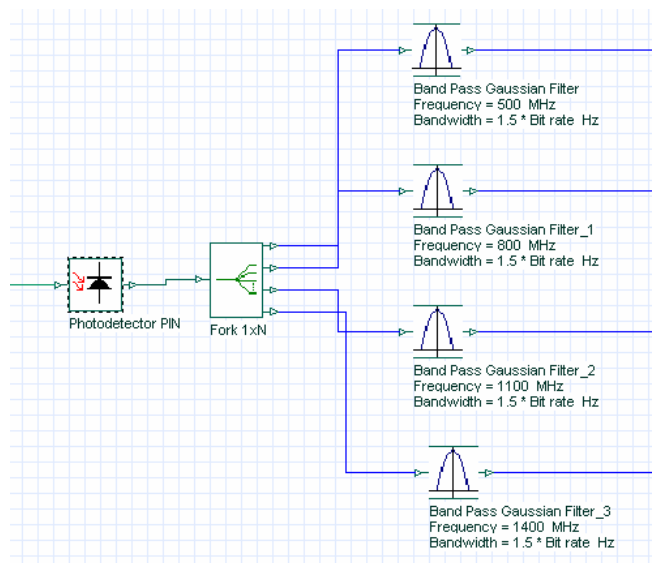 Band Pass Gaussian Filter
Frequency = 500 MHz
Bandwidth = 1.5 * Bit rate Hz
Band Pass Gaussian Filter_1
Frequency = 800 MHz
Bandwidth = 1.5 * Bit rate Hz
Photodetector PIN
Fork 1xN
Band Pass Gaussian Filter_2
Frequency = 1100 MHz
Bandwidth = 1.5 * Bit rate Hz
Band Pass Gaussian Filter_3
Frequency = 1400 MHz
Bandwidth = 1.5 * Bit rate Hz